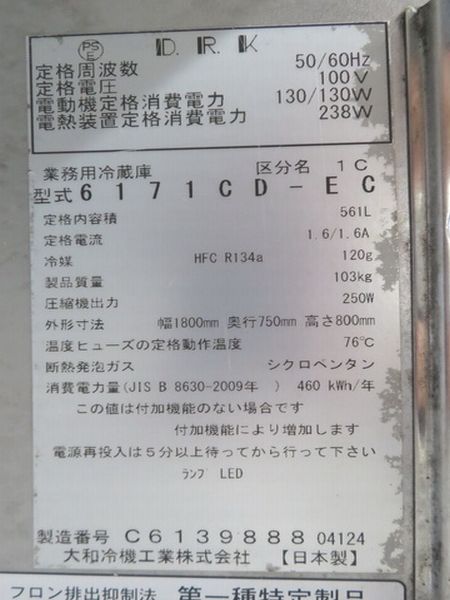 PSE D.R.K
定格周波数 50/60Hz
定格電圧 100V
電動機定格消費電力 130/130W
電熱装置定格消費電力 238W
業務用冷蔵庫 区分名 1C
型式 6171CD-EC
定格内容積 561L
定格電流 1.6/1.6A
冷媒 HFC R134a 120g
製品質量 103kg
圧縮機出力 250W
外形寸法 幅1800mm 奥行750mm 高さ800mm
温度ヒューズの定格動作温度 76℃
断熱発泡ガス シクロペンタン
消費電力量(JIS B 8630-2009年 ) 460 kWh/年
この値は付加機能のない場合です
付加機能により増加します
電源再投入は5分以上待ってから行って下さい
ランプ LED
製造番号 C6139888 04124
大和冷機工業株式会社 【日本製】
フロン排出抑制法 第一種特定製品